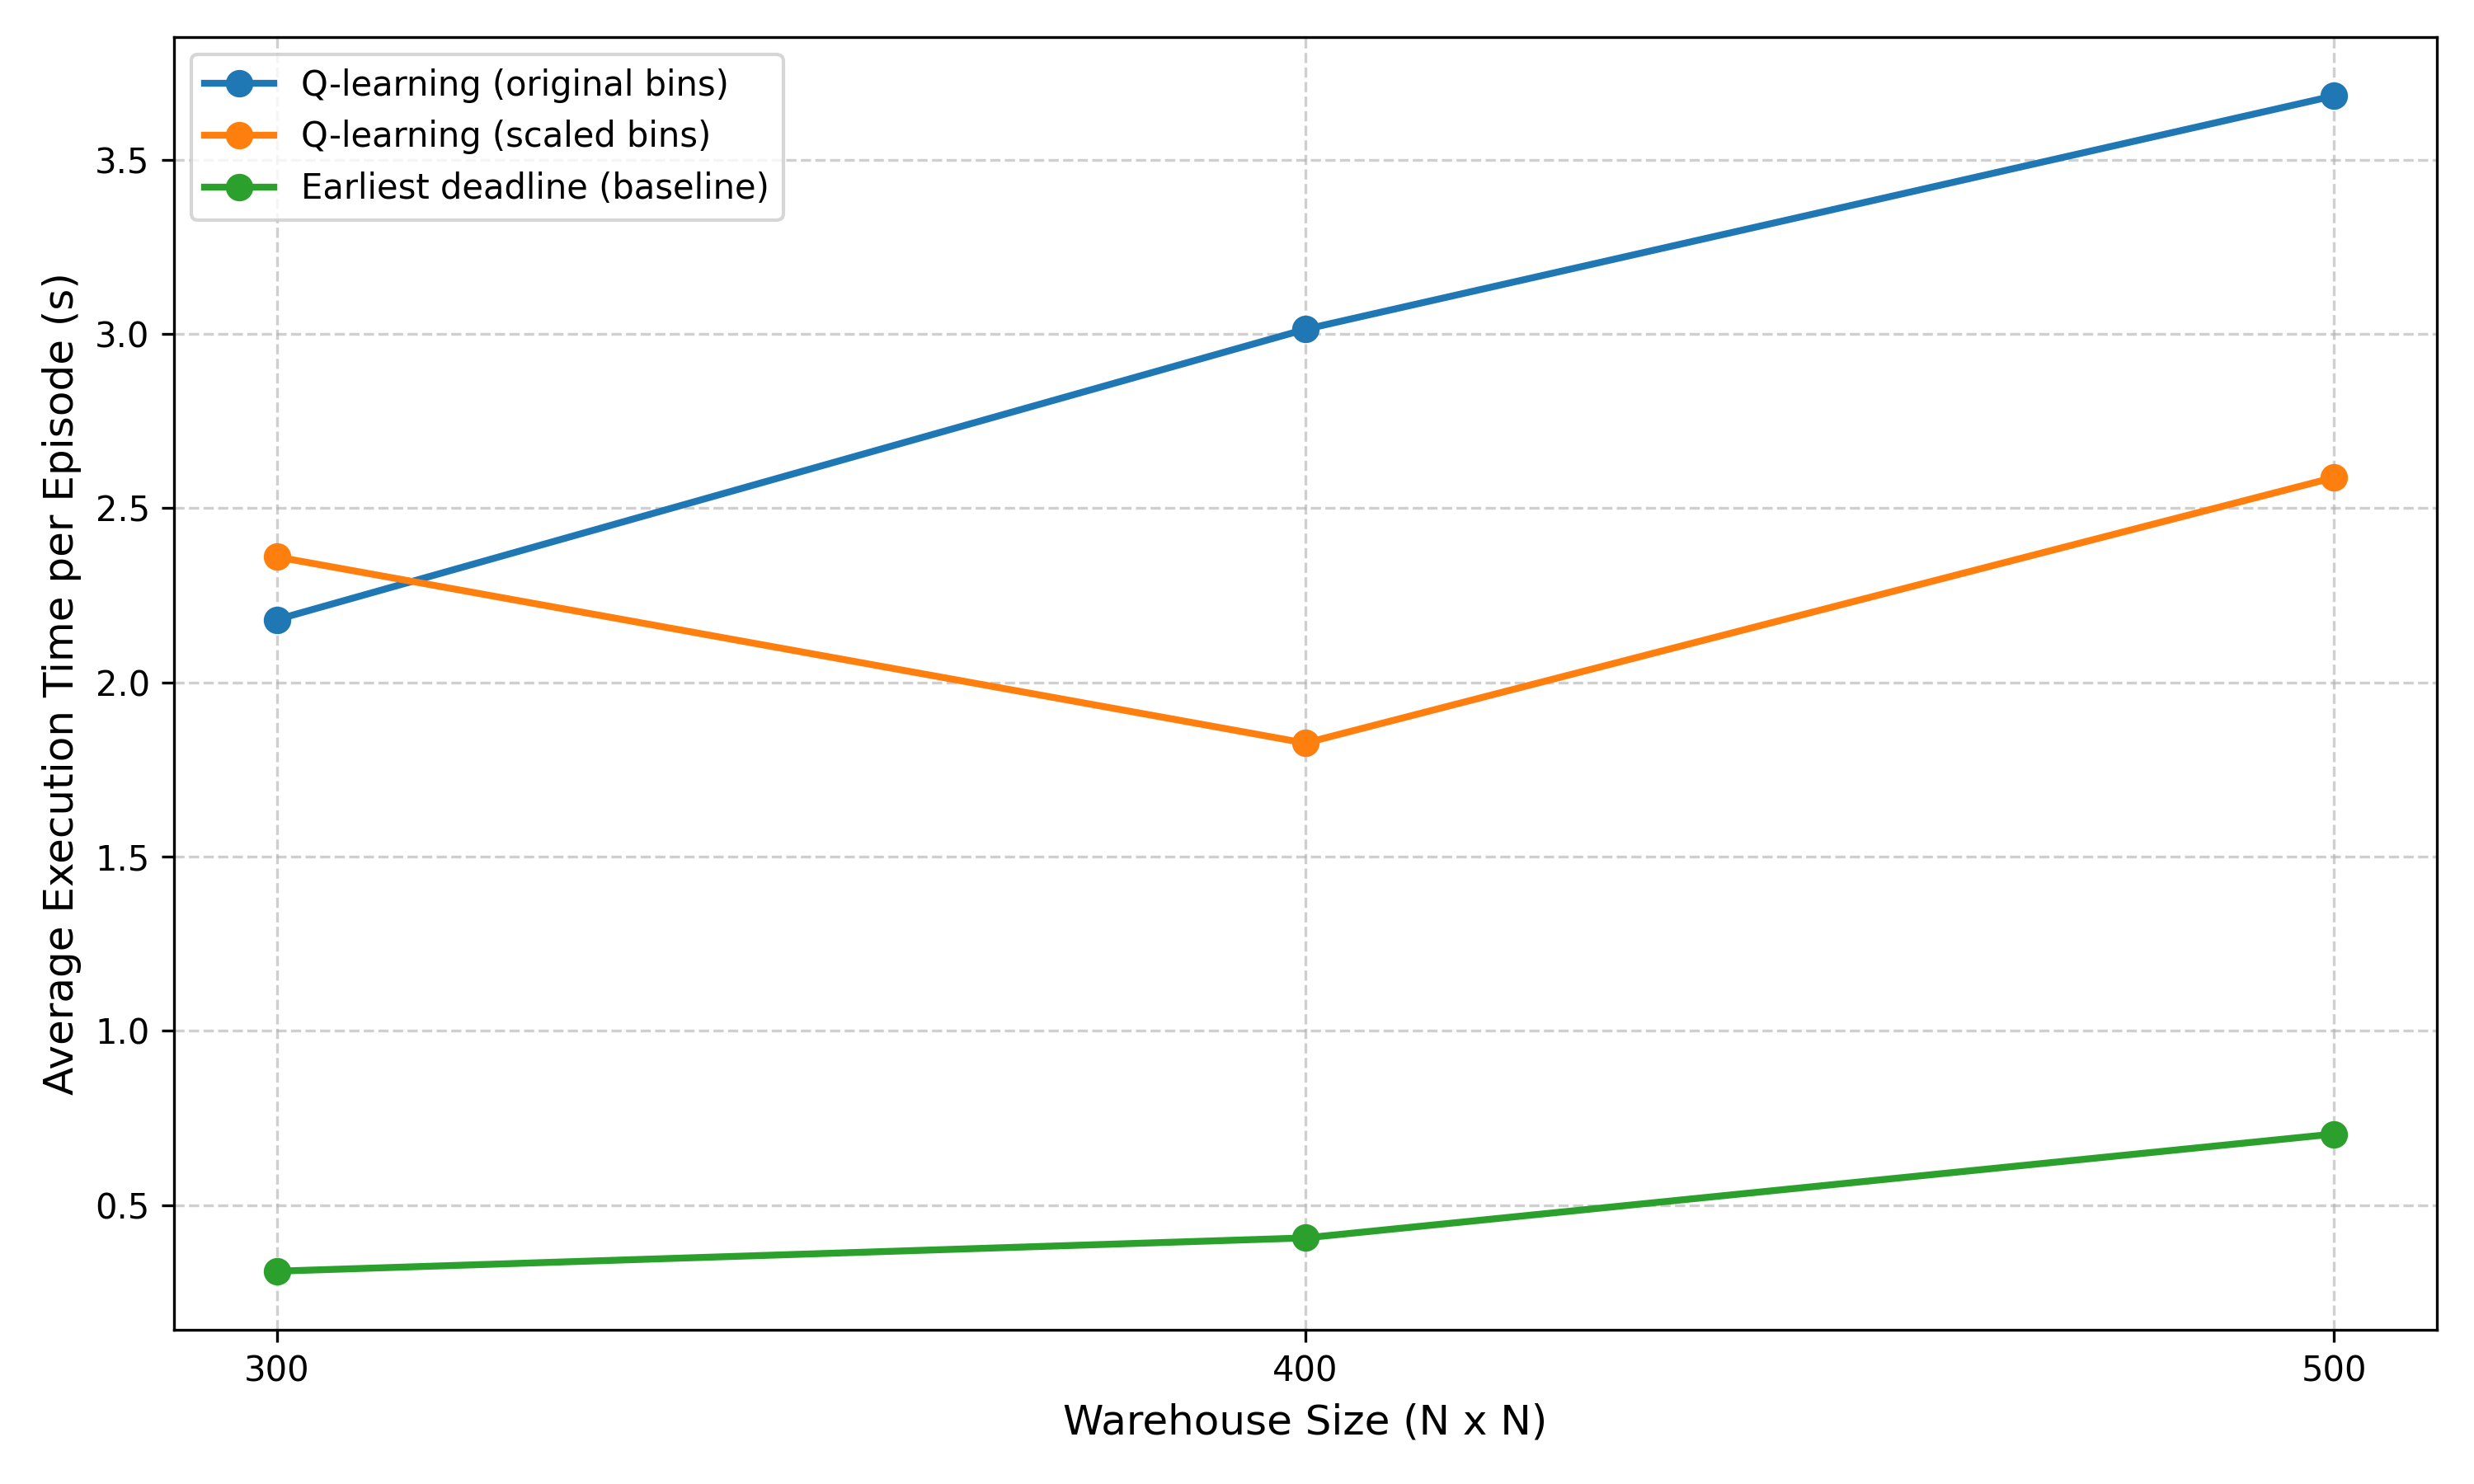 Q-learning (original bins)
Q-learning (scaled bins)
Earliest deadline (baseline)
Average Execution Time per Episode (s)
3.5
3.0
2.5
2.0
1.5
1.0
0.5
300
400
500
Warehouse Size (N x N)